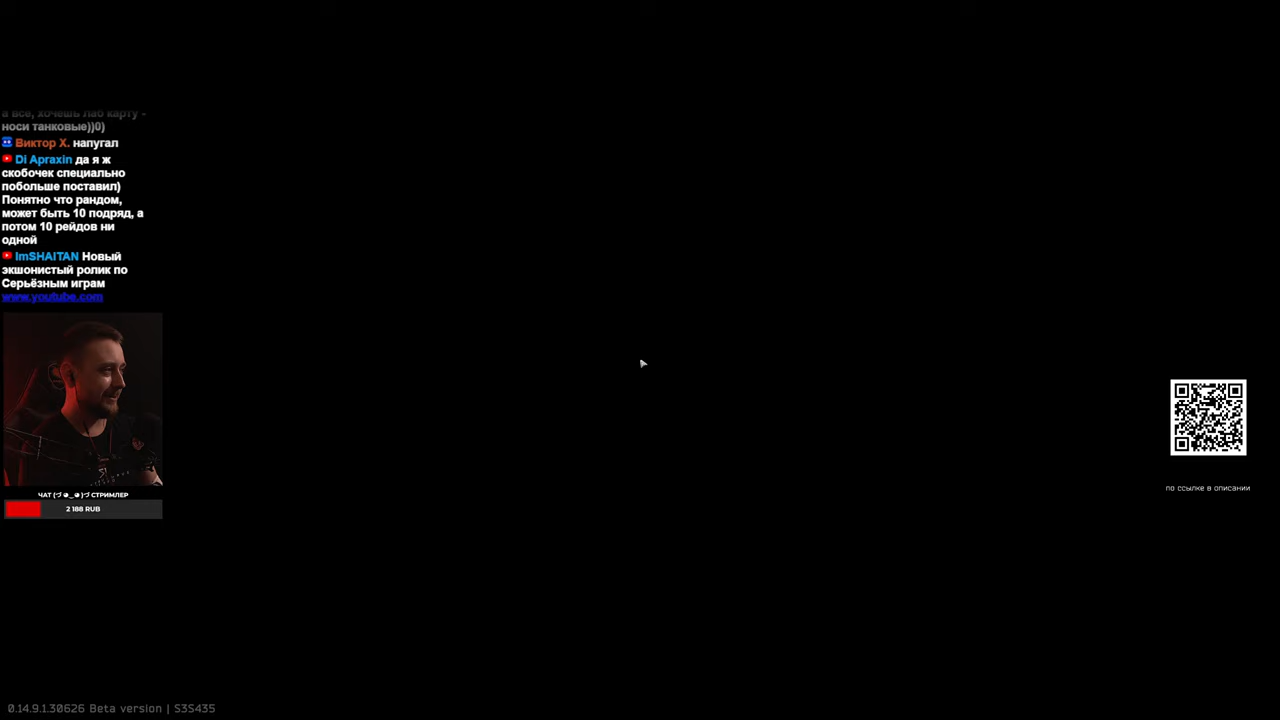 а все, хочешь лаб карту -
носи танковые))0)
Виктор Х. напугал
Di Apraxin да я ж
скобочек специально
побольше поставил)
Понятно что рандом,
может быть 10 подряд, а
потом 10 рейдов ни
одной
ImSHAITAN Новый
экшонистый ролик по
Серьёзным играм
www.youtube.com
ЧАТ (づ◕‿◕)づ СТРИМЛЕР
2 188 RUB
по ссылке в описании
0.14.9.1.30626 Beta version | S3S435